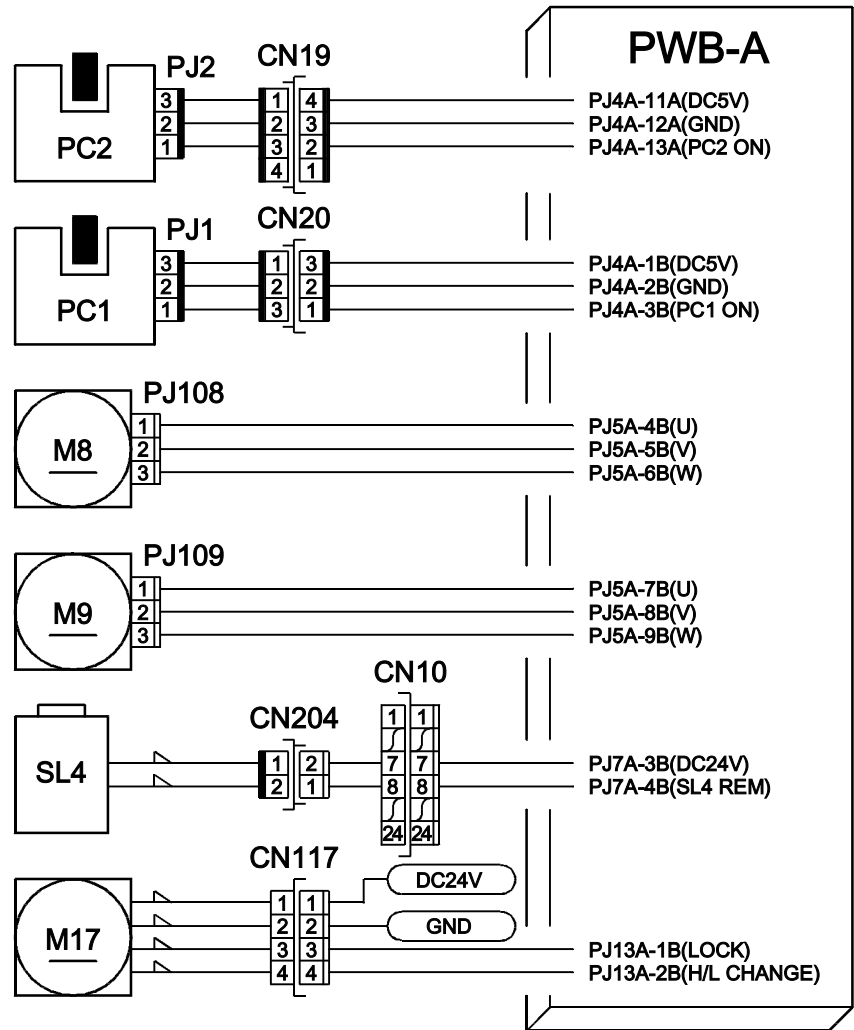 PWB-A
PJ2
CN19
PC2
3 1 4 PJ4A-11A(DC5V)
2 2 3 PJ4A-12A(GND)
1 3 2 PJ4A-13A(PC2 ON)
4 1
PJ1
CN20
PC1
3 1 3 PJ4A-1B(DC5V)
2 2 2 PJ4A-2B(GND)
1 3 1 PJ4A-3B(PC1 ON)
PJ108
M8
1 PJ5A-4B(U)
2 PJ5A-5B(V)
3 PJ5A-6B(W)
PJ109
M9
1 PJ5A-7B(U)
2 PJ5A-8B(V)
3 PJ5A-9B(W)
CN10
CN204
SL4
1 1
1 2 7 7 PJ7A-3B(DC24V)
2 1 8 8 PJ7A-4B(SL4 REM)
24 24
CN117
M17
1 1 DC24V
2 2 GND
3 3 PJ13A-1B(LOCK)
4 4 PJ13A-2B(H/L CHANGE)